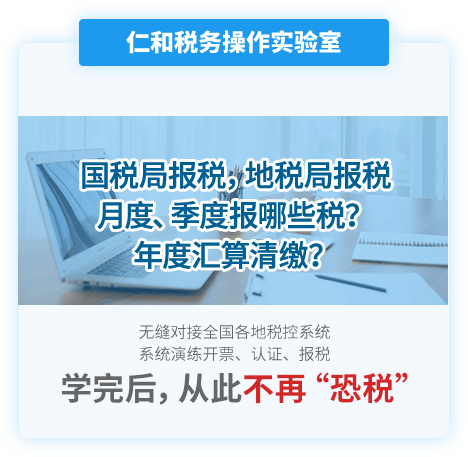 仁和税务操作实验室
国税局报税，地税局报税
月度、季度报哪些税？
年度汇算清缴？
无缝对接全国各地税控系统
系统演练开票、认证、报税
学完后，从此不再“恐税”